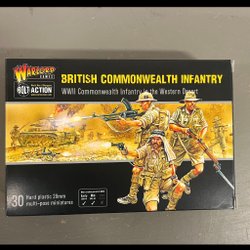 WARLORD
GAMES
BOLT ACTION
BRITISH COMMONWEALTH INFANTRY
WWII Commonwealth Infantry in the Western Desert
30 Hard plastic 28mm
multi-pose miniatures